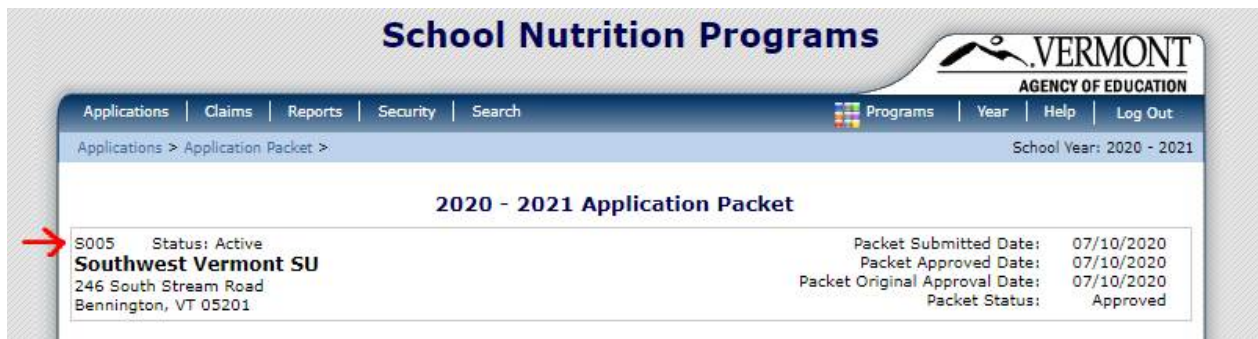 School Nutrition Programs
VERMONT
AGENCY OF EDUCATION
Applications | Claims | Reports | Security | Search Programs | Year | Help | Log Out
Applications > Application Packet > School Year: 2020 - 2021
2020 - 2021 Application Packet
S005 Status: Active Packet Submitted Date: 07/10/2020
Southwest Vermont SU Packet Approved Date: 07/10/2020
246 South Stream Road Packet Original Approval Date: 07/10/2020
Bennington, VT 05201 Packet Status: Approved